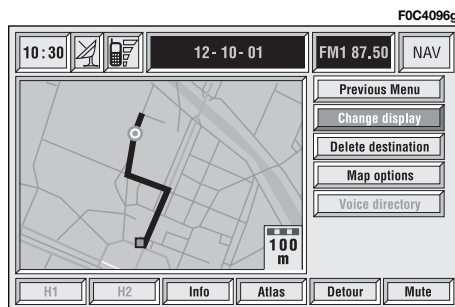 F0C4096g
10:30 12-10-01 FM1 87.50 NAV
Previous Menu
Change display
Delete destination
Map options
Voice directory
100
m
H1 H2 Info Atlas Detour Mute